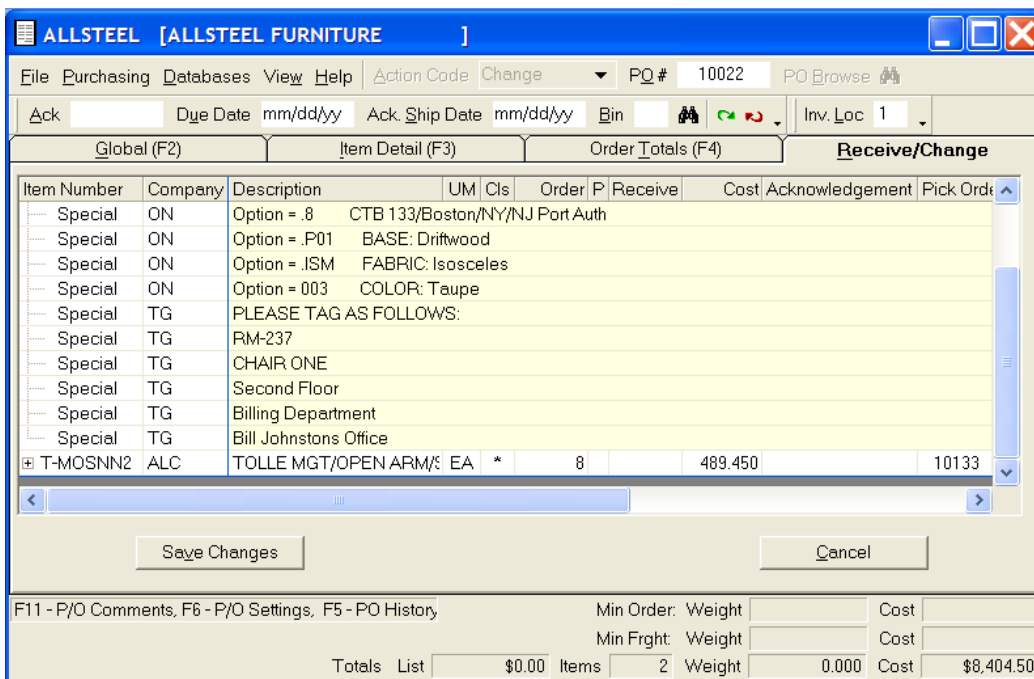 ALLSTEEL [ALLSTEEL FURNITURE ]
File Purchasing Databases View Help Action Code Change PO # 10022 PO Browse
Ack Due Date mm/dd/yy Ack. Ship Date mm/dd/yy Bin Inv. Loc 1
Global (F2) Item Detail (F3) Order Totals (F4) Receive/Change
Item Number Company Description UM Cls Order P Receive Cost Acknowledgement Pick Orde
Special ON Option = .8 CTB 133/Boston/NY/NJ Port Auth
Special ON Option = .P01 BASE: Driftwood
Special ON Option = .ISM FABRIC: Isosceles
Special ON Option = 003 COLOR: Taupe
Special TG PLEASE TAG AS FOLLOWS:
Special TG RM-237
Special TG CHAIR ONE
Special TG Second Floor
Special TG Billing Department
Special TG Bill Johnstons Office
T-MOSNN2 ALC TOLLE MGT/OPEN ARM/S EA * 8 489.450 10133
Save Changes Cancel
F11 - P/O Comments, F6 - P/O Settings, F5 - PO History Min Order: Weight Cost
Min Frght: Weight Cost
Totals List $0.00 Items 2 Weight 0.000 Cost $8,404.50